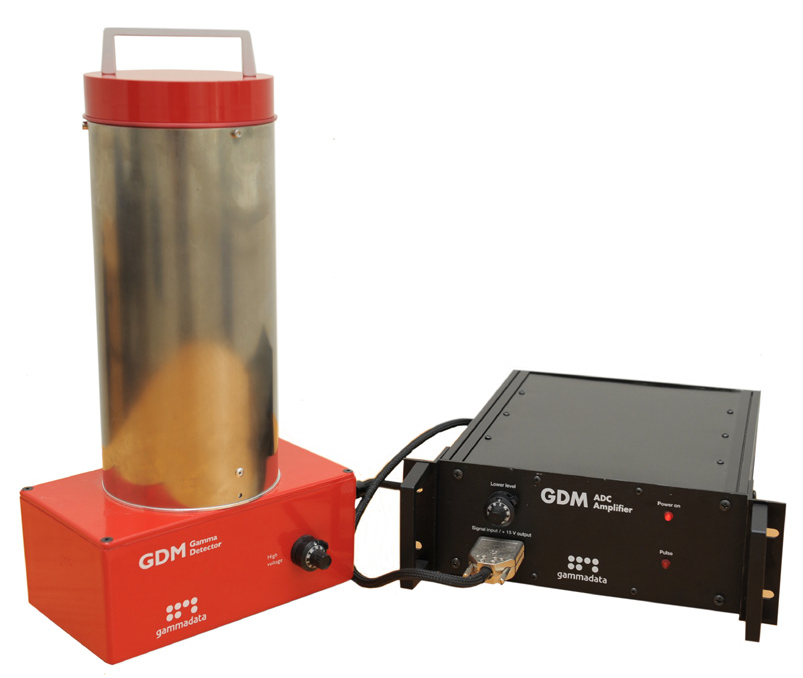 GDM Gamma
Detector
High
voltage
gammadata
Lower level
GDM ADC
Amplifier
Power on
Signal input / + 15 V output
Pulse
gammadata